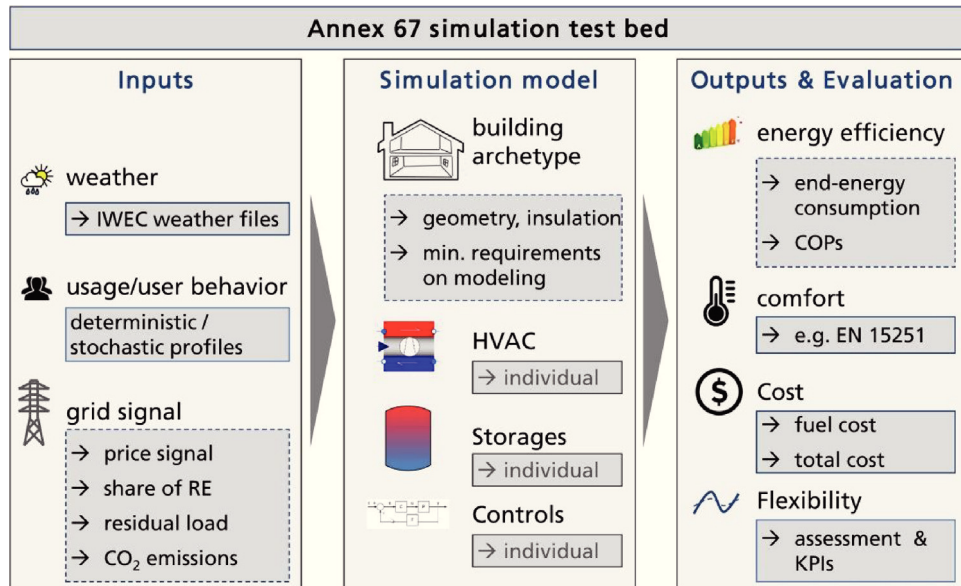 Annex 67 simulation test bed
Inputs
weather
→ IWEC weather files
usage/user behavior
deterministic /
stochastic profiles
grid signal
→ price signal
→ share of RE
→ residual load
→ CO₂ emissions
Simulation model
building
archetype
→ geometry, insulation
→ min. requirements
on modeling
HVAC
→ individual
Storages
→ individual
Controls
→ individual
Outputs & Evaluation
energy efficiency
→ end-energy
consumption
→ COPs
comfort
→ e.g. EN 15251
$
Cost
→ fuel cost
→ total cost
Flexibility
→ assessment &
KPIs